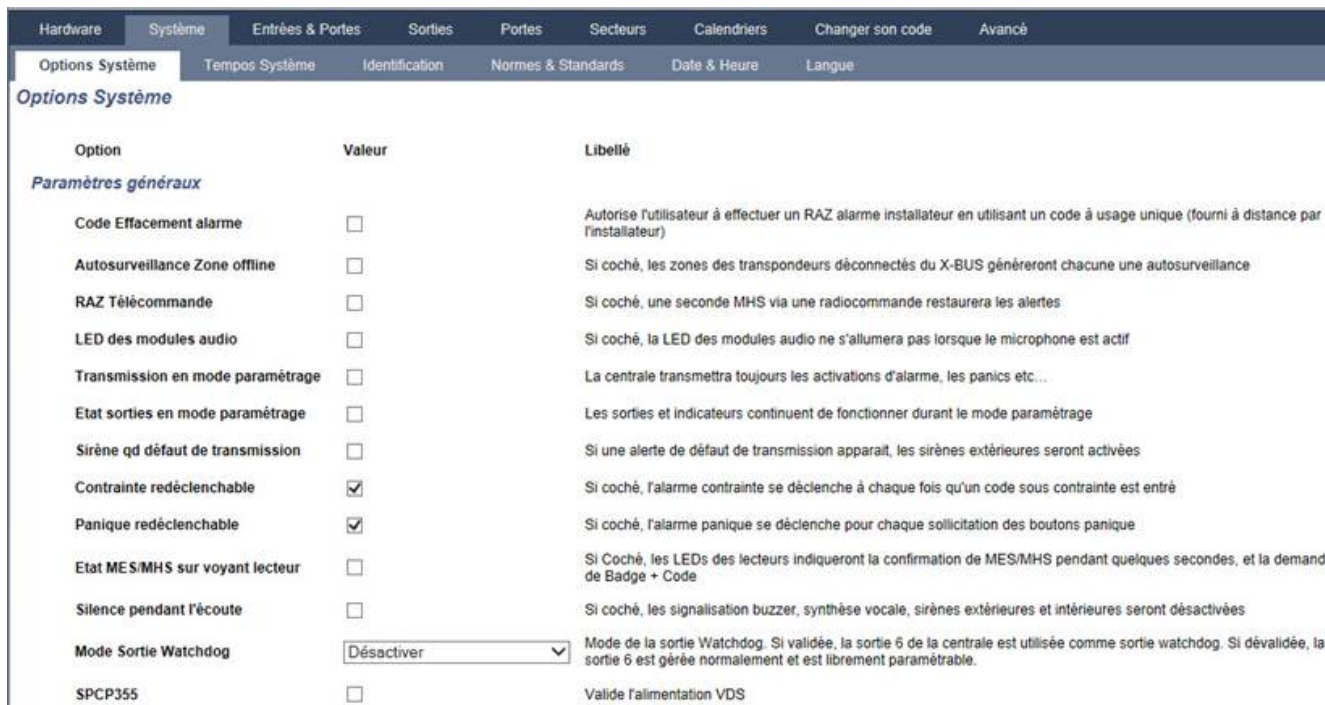 Hardware Système Entrées & Portes Sorties Portes Secteurs Calendriers Changer son code Avancé
Options Système Tempos Système Identification Normes & Standards Date & Heure Langue
Options Système
Option Valeur Libellé
Paramètres généraux
Code Effacement alarme Autorise l'utilisateur à effectuer un RAZ alarme installateur en utilisant un code à usage unique (fourni à distance par
l'installateur)
Autosurveillance Zone offline Si coché, les zones des transpondeurs déconnectés du X-BUS génèreront chacune une autosurveillance
RAZ Télécommande Si coché, une seconde MHS via une radiocommande restaurera les alertes
LED des modules audio Si coché, la LED des modules audio ne s'allumera pas lorsque le microphone est actif
Transmission en mode paramètrage La centrale transmettra toujours les activations d'alarme, les panics etc...
Etat sorties en mode paramètrage Les sorties et indicateurs continuent de fonctionner durant le mode paramètrage
Sirène qd défaut de transmission Si une alerte de défaut de transmission apparait, les sirènes extérieures seront activées
Contrainte redéclenchable Si coché, l'alarme contrainte se déclenche à chaque fois qu'un code sous contrainte est entré
Panique redéclenchable Si coché, l'alarme panique se déclenche pour chaque sollicitation des boutons panique
Etat MES/MHS sur voyant lecteur Si Coché, les LEDs des lecteurs indiqueront la confirmation de MES/MHS pendant quelques secondes, et la demand
de Badge + Code
Silence pendant l'écoute Si coché, les signalisation buzzer, synthèse vocale, sirènes extérieures et intérieures seront désactivées
Mode Sortie Watchdog Désactiver Mode de la sortie Watchdog. Si validée, la sortie 6 de la centrale est utilisée comme sortie watchdog. Si dévalidée, la
sortie 6 est gérée normalement et est librement paramètrable.
SPCP355 Valide l'alimentation VDS